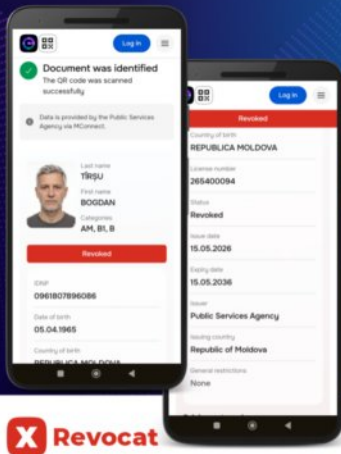 Log In
Document was identified
The QR code was scanned
successfully
Data is provided by the Public Services
Agency via MConnect.
Last name
TÎRȘU
First name
BOGDAN
Categories
AM, B1, B
Revoked
IDNP
0961807896086
Date of birth
05.04.1965
Country of birth
REPUBLICA MOLDOVA
Log In
Revoked
Country of birth
REPUBLICA MOLDOVA
License number
265400094
Status
Revoked
Issue date
15.05.2026
Expiry date
15.05.2036
Issuer
Public Services Agency
Issuing country
Republic of Moldova
General restrictions
None
X Revocat